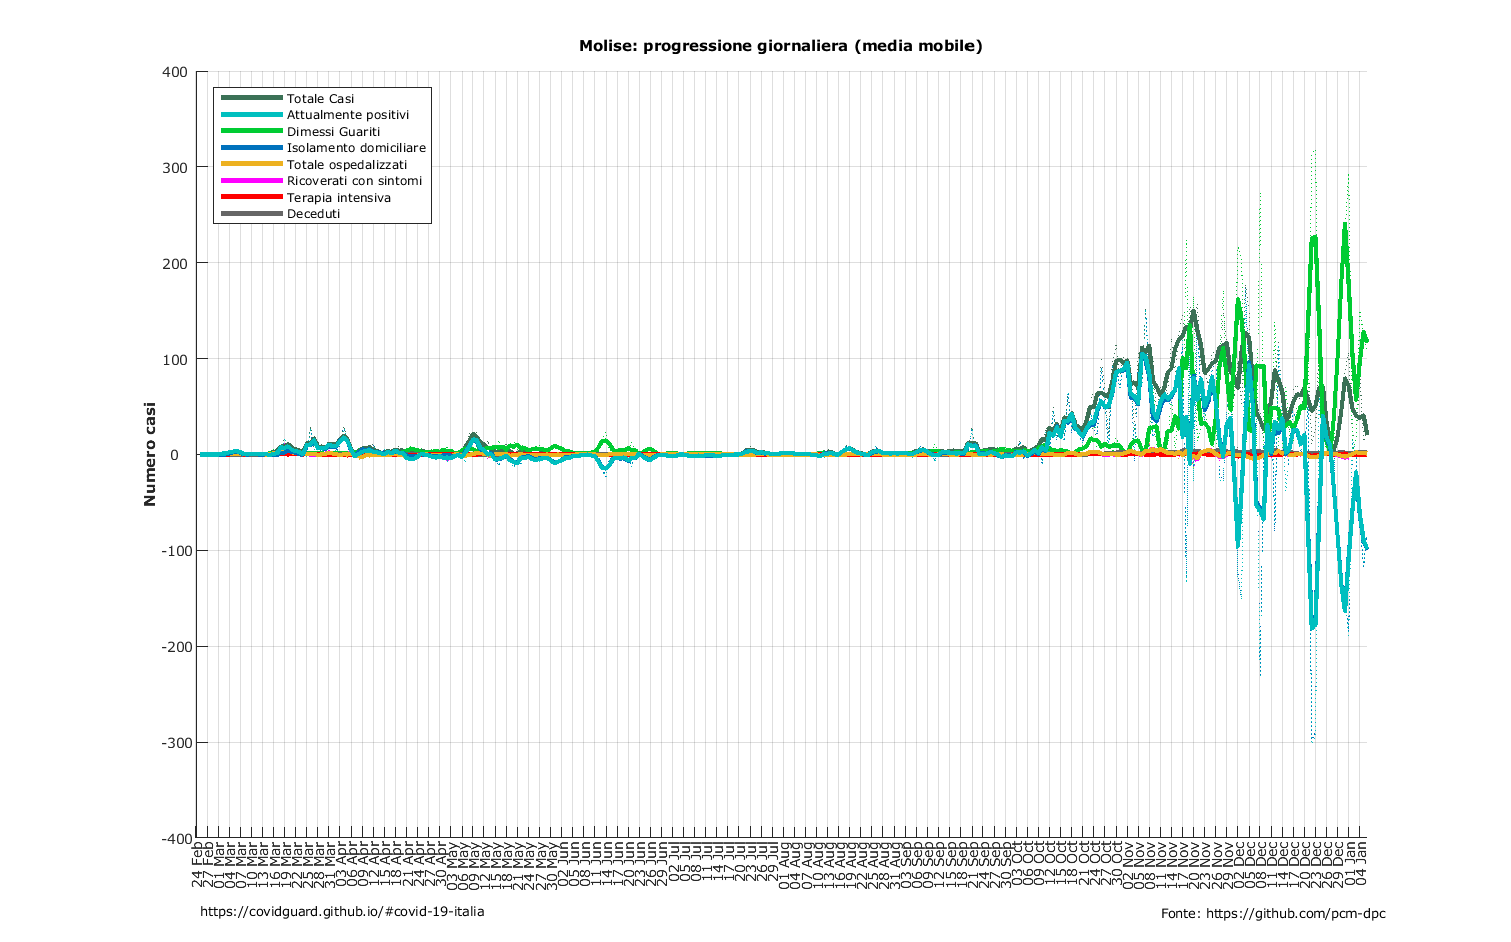 Molise: progressione giornaliera (media mobile)
400
300
200
100
0
-100
-200
-300
-400
Numero casi
Totale Casi
Attualmente positivi
Dimessi Guariti
Isolamento domiciliare
Totale ospedalizzati
Ricoverati con sintomi
Terapia intensiva
Deceduti
24 Feb
27 Feb
01 Mar
04 Mar
07 Mar
10 Mar
13 Mar
16 Mar
19 Mar
22 Mar
25 Mar
28 Mar
31 Mar
03 Apr
06 Apr
09 Apr
12 Apr
15 Apr
18 Apr
21 Apr
24 Apr
27 Apr
30 Apr
03 May
06 May
09 May
12 May
15 May
18 May
21 May
24 May
27 May
30 May
02 Jun
05 Jun
08 Jun
11 Jun
14 Jun
17 Jun
20 Jun
23 Jun
26 Jun
29 Jun
02 Jul
05 Jul
08 Jul
11 Jul
14 Jul
17 Jul
20 Jul
23 Jul
26 Jul
29 Jul
01 Aug
04 Aug
07 Aug
10 Aug
13 Aug
16 Aug
19 Aug
22 Aug
25 Aug
28 Aug
31 Aug
03 Sep
06 Sep
09 Sep
12 Sep
15 Sep
18 Sep
21 Sep
24 Sep
27 Sep
30 Sep
03 Oct
06 Oct
09 Oct
12 Oct
15 Oct
18 Oct
21 Oct
24 Oct
27 Oct
30 Oct
02 Nov
05 Nov
08 Nov
11 Nov
14 Nov
17 Nov
20 Nov
23 Nov
26 Nov
29 Nov
02 Dec
05 Dec
08 Dec
11 Dec
14 Dec
17 Dec
20 Dec
23 Dec
26 Dec
29 Dec
01 Jan
04 Jan
https://covidguard.github.io/#covid-19-italia
Fonte: https://github.com/pcm-dpc